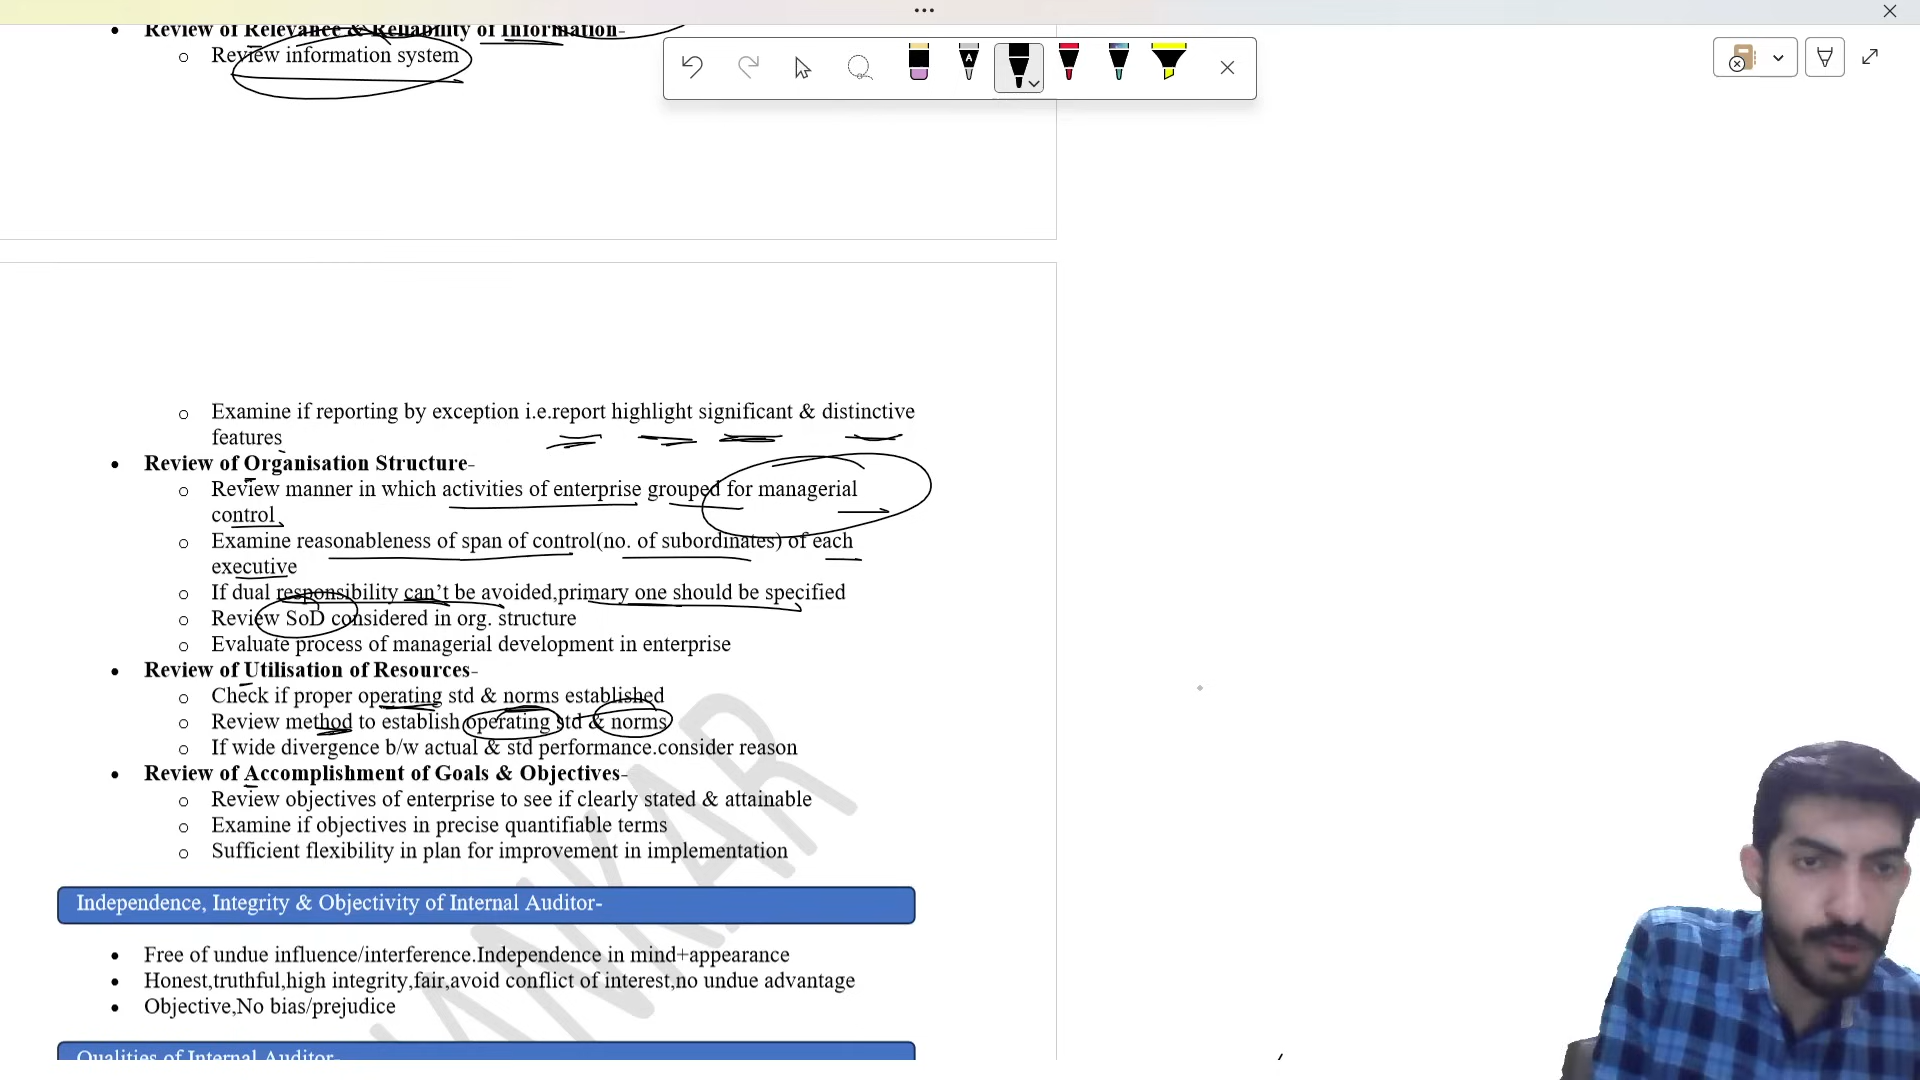 Review of Relevance & Reliability of Information-
Review information system
A
Examine if reporting by exception i.e.report highlight significant & distinctive
features
Review of Organisation Structure-
Review manner in which activities of enterprise grouped for managerial
control
Examine reasonableness of span of control(no. of subordinates) of each
executive
If dual responsibility can't be avoided,primary one should be specified
Review SoD considered in org. structure
Evaluate process of managerial development in enterprise
Review of Utilisation of Resources-
Check if proper operating std & norms established
Review method to establish operating std & norms
If wide divergence b/w actual & std performance.consider reason
Review of Accomplishment of Goals & Objectives-
Review objectives of enterprise to see if clearly stated & attainable
Examine if objectives in precise quantifiable terms
Sufficient flexibility in plan for improvement in implementation
Independence, Integrity & Objectivity of Internal Auditor-
Free of undue influence/interference.Independence in mind+appearance
Honest,truthful,high integrity,fair,avoid conflict of interest,no undue advantage
Objective,No bias/prejudice
Qualities of Internal Auditor-